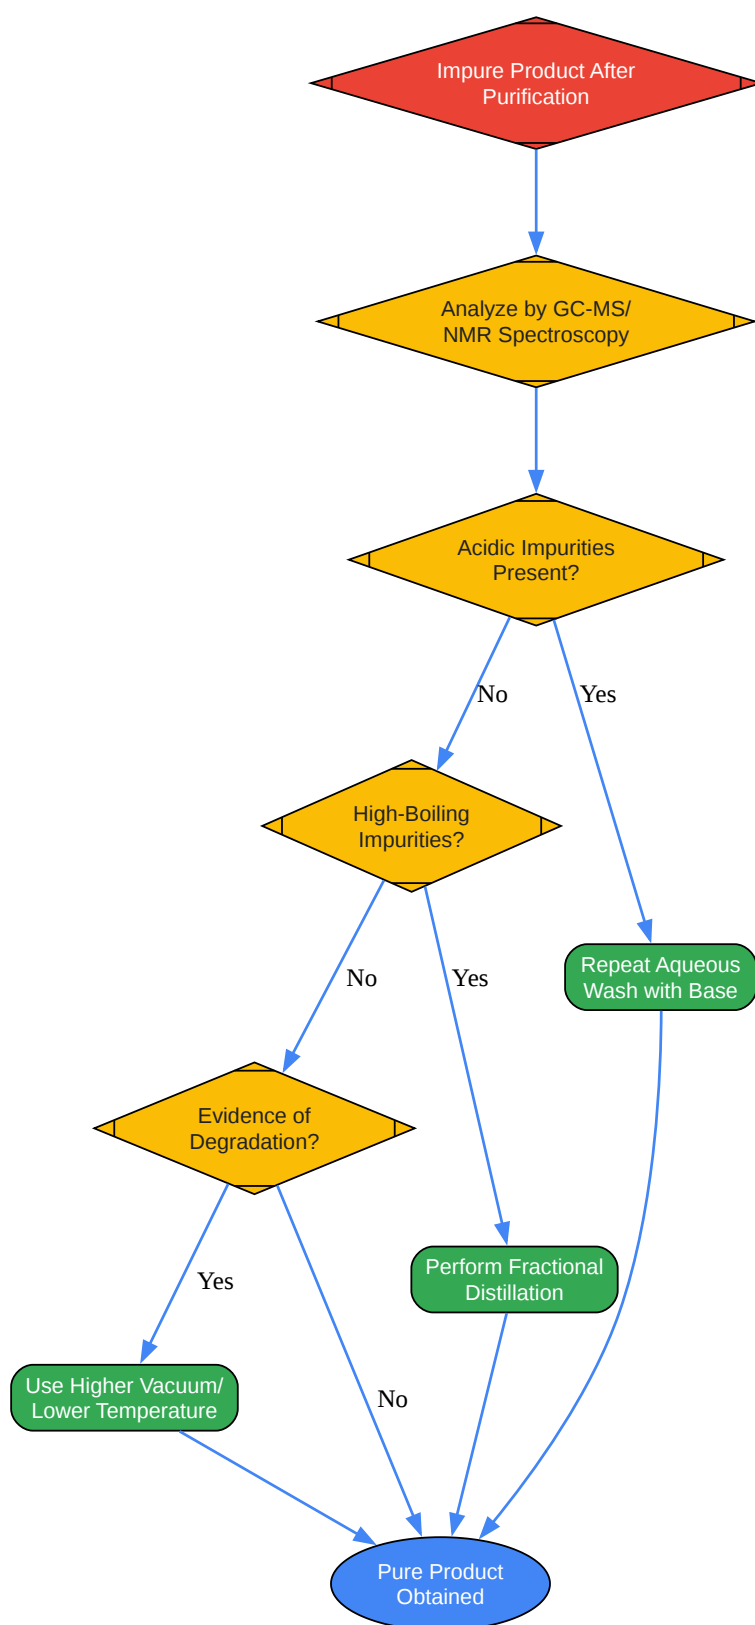 Impure Product After
Purification
Analyze by GC-MS/
NMR Spectroscopy
Acidic Impurities
Present?
No
Yes
High-Boiling
Impurities?
Repeat Aqueous
Wash with Base
No
Yes
Evidence of
Degradation?
Perform Fractional
Distillation
Yes
Use Higher Vacuum/
Lower Temperature
No
Pure Product
Obtained